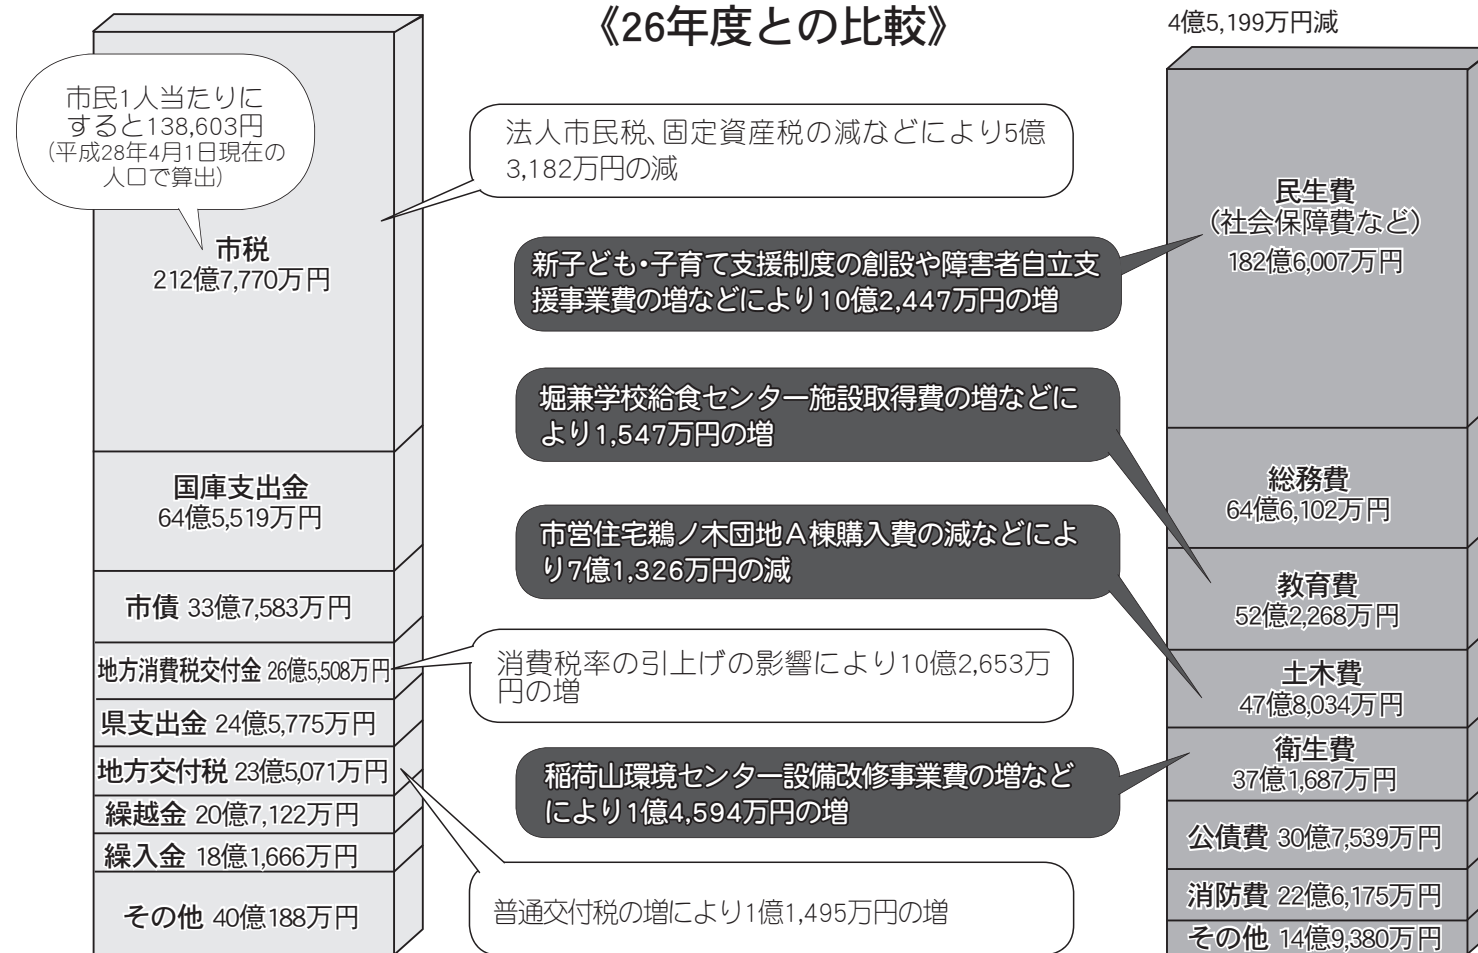 《26年度との比較》
4億5,199万円減
市民1人当たりに
すると138,603円
(平成28年4月1日現在の
人口で算出)
市税
212億7,770万円
国庫支出金
64億5,519万円
市債 33億7,583万円
地方消費税交付金 26億5,508万円
県支出金 24億5,775万円
地方交付税 23億5,071万円
繰越金 20億7,122万円
繰入金 18億1,666万円
その他 40億188万円
法人市民税、固定資産税の減などにより5億
3,182万円の減
新子ども・子育て支援制度の創設や障害者自立支
援事業費の増などにより10億2,447万円の増
堀兼学校給食センター施設取得費の増などに
より1,547万円の増
市営住宅鵜ノ木団地A棟購入費の減などによ
り7億1,326万円の減
消費税率の引上げの影響により10億2,653万
円の増
稲荷山環境センター設備改修事業費の増など
により1億4,594万円の増
普通交付税の増により1億1,495万円の増
民生費
(社会保障費など)
182億6,007万円
総務費
64億6,102万円
教育費
52億2,268万円
土木費
47億8,034万円
衛生費
37億1,687万円
公債費 30億7,539万円
消防費 22億6,175万円
その他 14億9,380万円